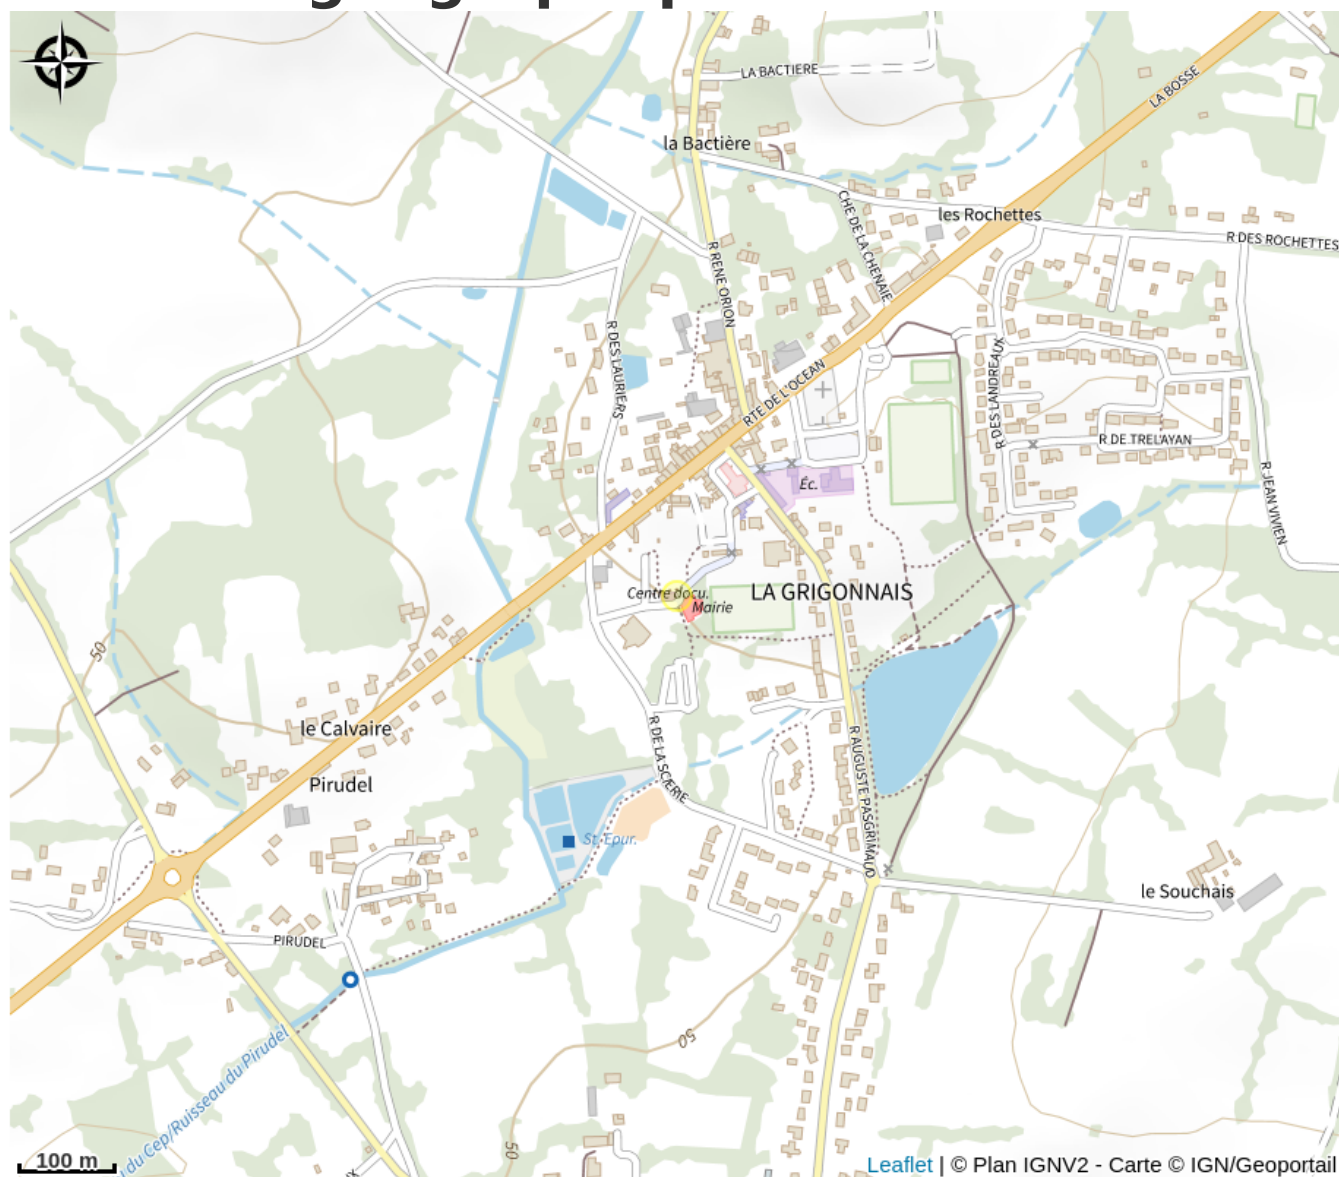 LA BACTIERE
LA BOSSE
la Bactière
CHE DE LA CHENAIE
les Rochettes
R DES ROCHETTES
R RENE ORION
R DES LAURIERS
RTE DE L'OCEAN
R DES LANDREAUX
R DE TRELAYAN
R JEAN VIVIEN
Éc.
Centre docu.
Mairie
LA GRIGONNAIS
50
le Calvaire
Pirudel
R DE LA SCIERIE
R AUGUSTE PASGRIMAUD
St. Epur.
le Souchais
PIRUDEL
50
50
du Cep/Ruisseau du Pirudel
100 m
Leaflet | © Plan IGNV2 - Carte © IGN/Geoportail